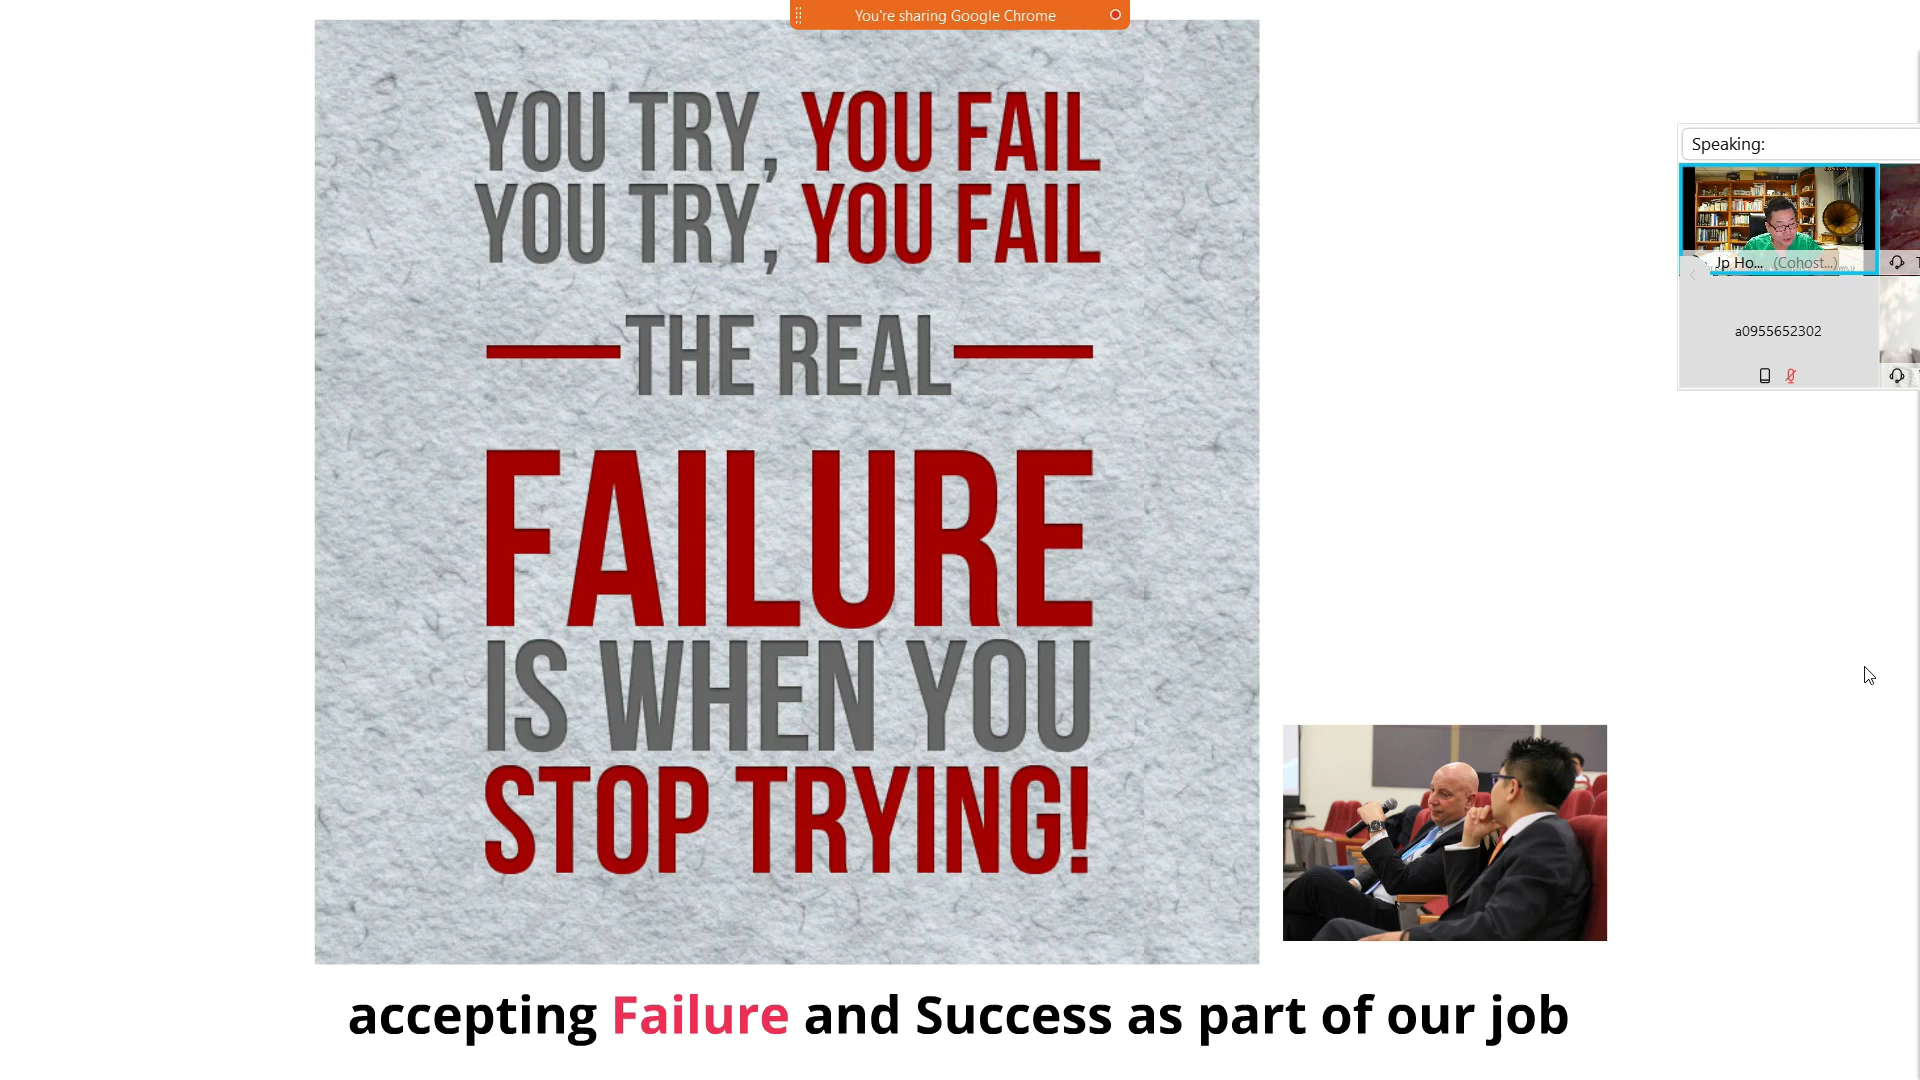 You're sharing Google Chrome
YOU TRY, YOU FAIL
YOU TRY, YOU FAIL
THE REAL
FAILURE
IS WHEN YOU
STOP TRYING!
accepting Failure and Success as part of our job
Speaking:
Jp Ho... (Cohost...)
a0955652302